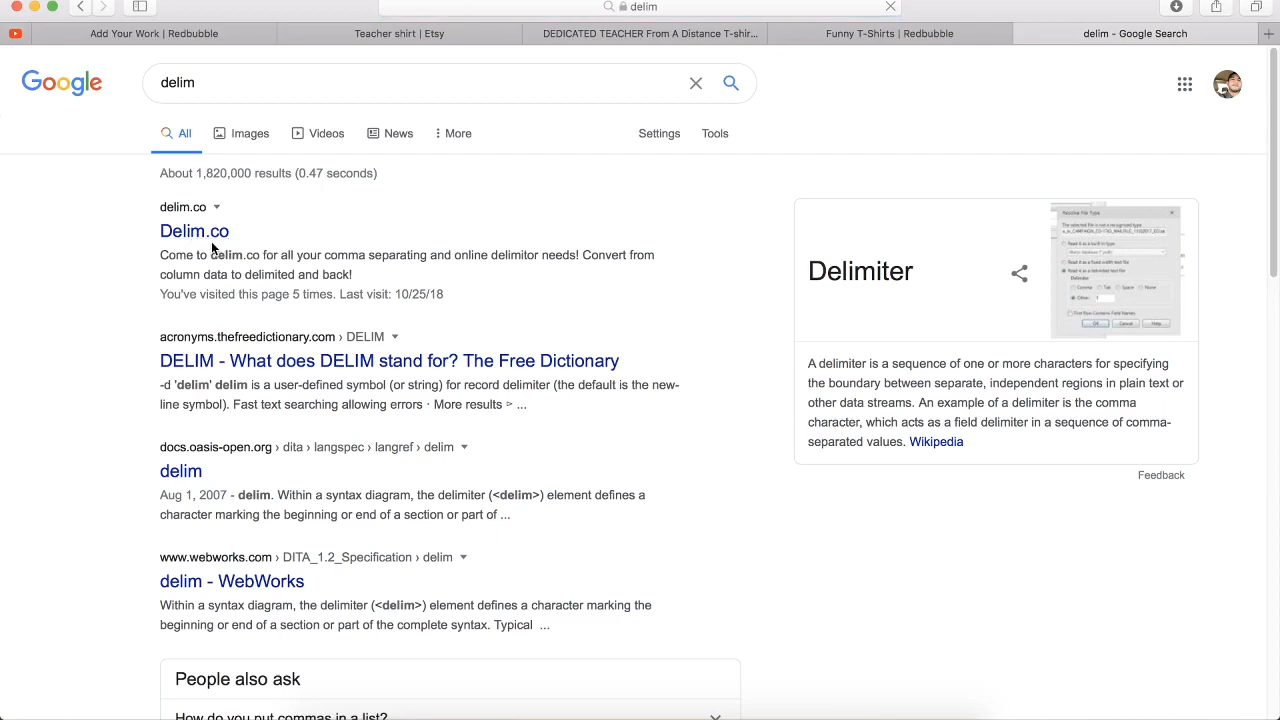 delim
Add Your Work | Redbubble
Teacher shirt | Etsy
DEDICATED TEACHER From A Distance T-shir...
Funny T-Shirts | Redbubble
delim - Google Search
Google
delim
All
Images
Videos
News
More
Settings
Tools
About 1,820,000 results (0.47 seconds)
delim.co
Delim.co
Come to delim.co for all your comma separating and online delimitor needs! Convert from
column data to delimited and back!
You've visited this page 5 times. Last visit: 10/25/18
acronyms.thefreedictionary.com › DELIM
DELIM - What does DELIM stand for? The Free Dictionary
-d 'delim' delim is a user-defined symbol (or string) for record delimiter (the default is the new-
line symbol). Fast text searching allowing errors · More results ➣ ...
docs.oasis-open.org › dita › langspec › langref › delim
delim
Aug 1, 2007 - delim. Within a syntax diagram, the delimiter (<delim>) element defines a
character marking the beginning or end of a section or part of ...
www.webworks.com › DITA_1.2_Specification › delim
delim - WebWorks
Within a syntax diagram, the delimiter (<delim>) element defines a character marking the
beginning or end of a section or part of the complete syntax. Typical ...
People also ask
How do you put commas in a list?
Delimiter
A delimiter is a sequence of one or more characters for specifying
the boundary between separate, independent regions in plain text or
other data streams. An example of a delimiter is the comma
character, which acts as a field delimiter in a sequence of comma-
separated values. Wikipedia
Feedback